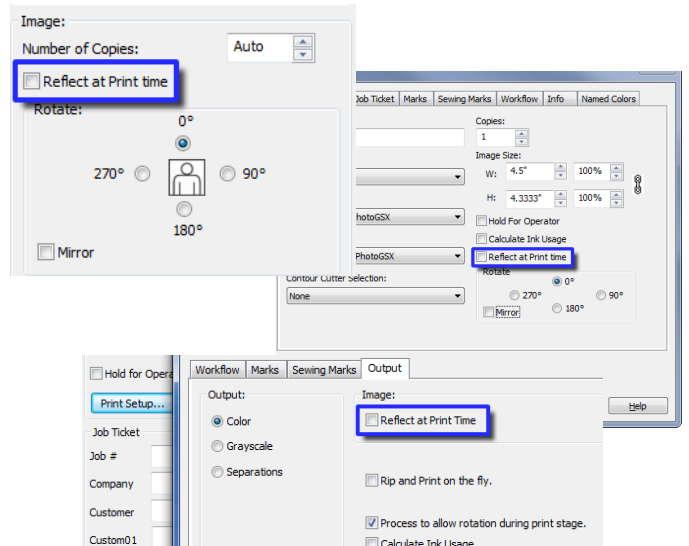 Image:
Number of Copies:
Auto
Reflect at Print time
Rotate:
0°
270°
90°
180°
Mirror
Job Ticket
Marks
Sewing Marks
Workflow
Info
Named Colors
Copies:
1
Image Size:
W:
4.5"
100%
H:
4.3333"
100%
Hold For Operator
Calculate Ink Usage
Reflect at Print time
Rotate
0°
270°
90°
180°
Mirror
hotoGSX
PhotoGSX
Contour Cutter Selection:
None
Help
Hold for Opera
Print Setup...
Job Ticket
Job #
Company
Customer
Custom01
Workflow
Marks
Sewing Marks
Output
Output:
Color
Grayscale
Separations
Image:
Reflect at Print Time
Rip and Print on the fly.
Process to allow rotation during print stage.
Calculate Ink Usage